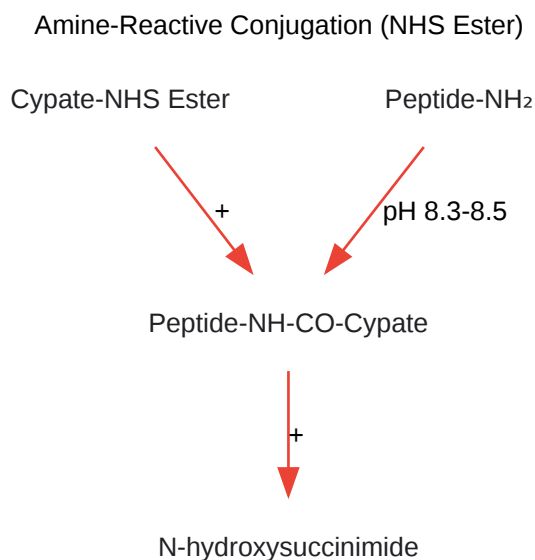 Amine-Reactive Conjugation (NHS Ester)
Cypate-NHS Ester
Peptide-NH₂
+
pH 8.3-8.5
Peptide-NH-CO-Cypate
+
N-hydroxysuccinimide